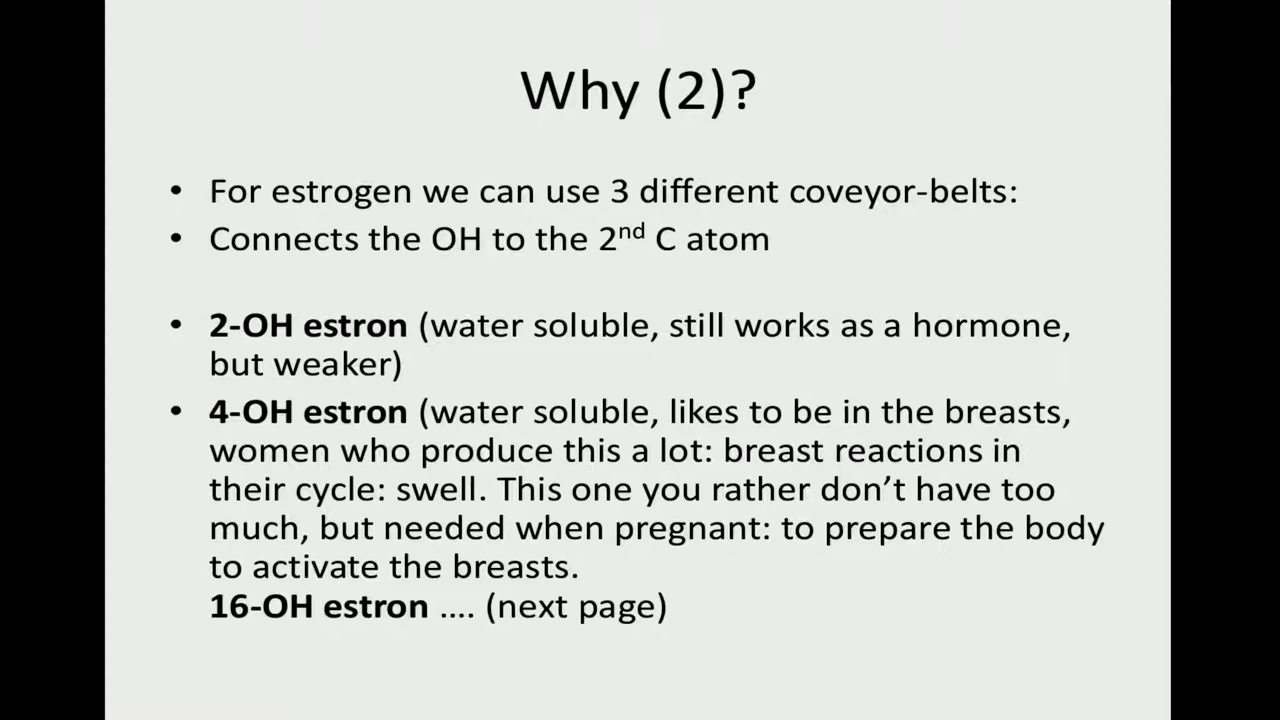 Why (2)?
• For estrogen we can use 3 different coveyor-belts:
• Connects the OH to the 2nd C atom
• 2-OH estron (water soluble, still works as a hormone,
but weaker)
• 4-OH estron (water soluble, likes to be in the breasts,
women who produce this a lot: breast reactions in
their cycle: swell. This one you rather don’t have too
much, but needed when pregnant: to prepare the body
to activate the breasts.
16-OH estron .... (next page)